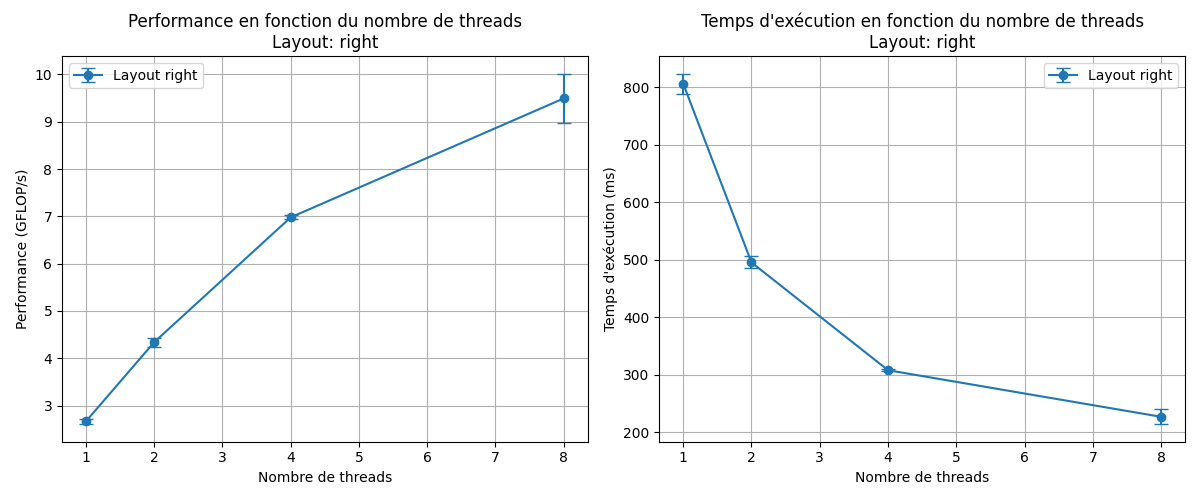 Performance en fonction du nombre de threads
Layout: right
Layout right
10
9
8
7
6
5
4
3
Performance (GFLOP/s)
1 2 3 4 5 6 7 8
Nombre de threads
Temps d'exécution en fonction du nombre de threads
Layout: right
Layout right
800
700
600
500
400
300
200
Temps d'exécution (ms)
1 2 3 4 5 6 7 8
Nombre de threads